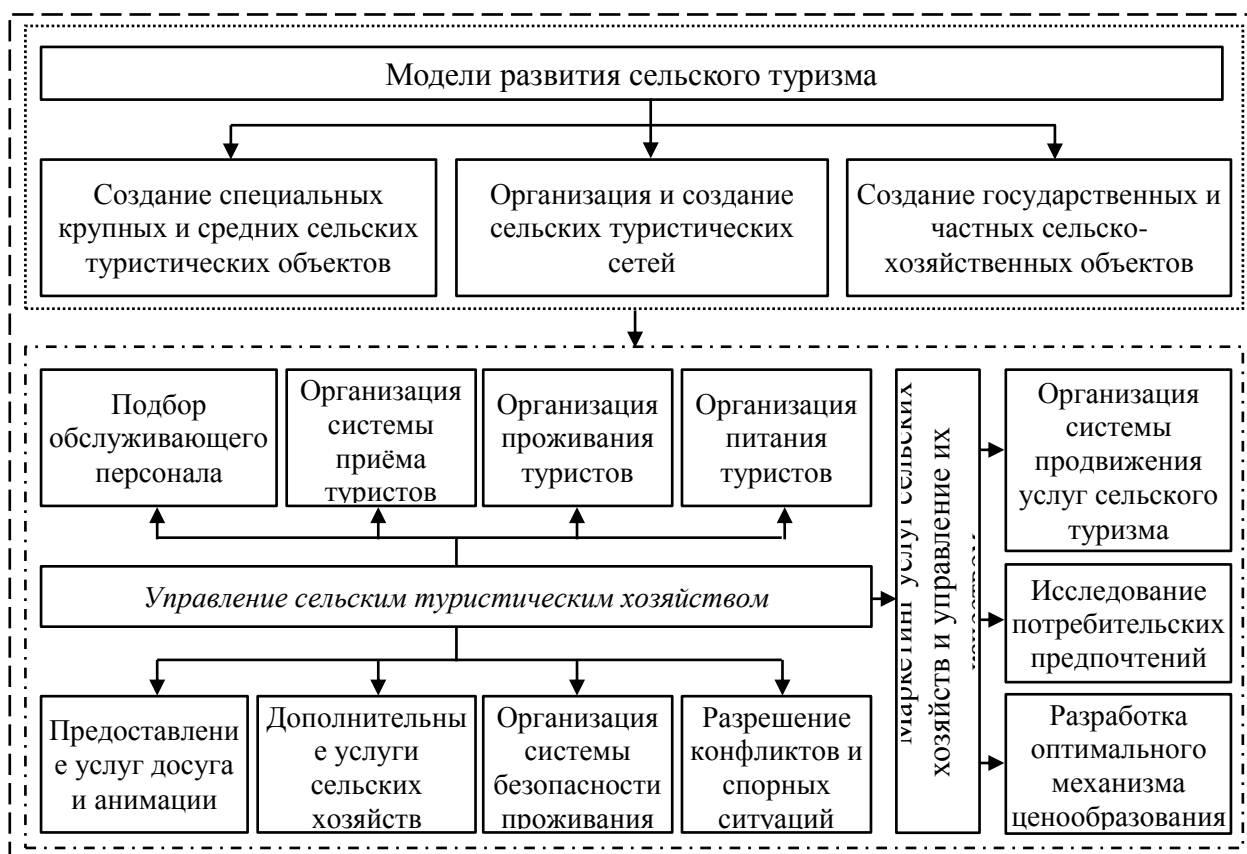 Модели развития сельского туризма
Создание специальных
крупных и средних сельских
туристических объектов
Организация и создание
сельских туристических
сетей
Создание государственных и
частных сельско-
хозяйственных объектов
Подбор
обслуживающего
персонала
Организация
системы
приёма
туристов
Организация
проживания
туристов
Организация
питания
туристов
Управление сельским туристическим хозяйством
Предоставлени
е услуг досуга
и анимации
Дополнительны
е услуги
сельских
хозяйств
Организация
системы
безопасности
проживания
Разрешение
конфликтов и
спорных
ситуаций
Маркетинг услуг сельских
хозяйств и управление их
Организация
системы
продвижения
услуг сельского
туризма
Исследование
потребительских
предпочтений
Разработка
оптимального
механизма
ценообразования